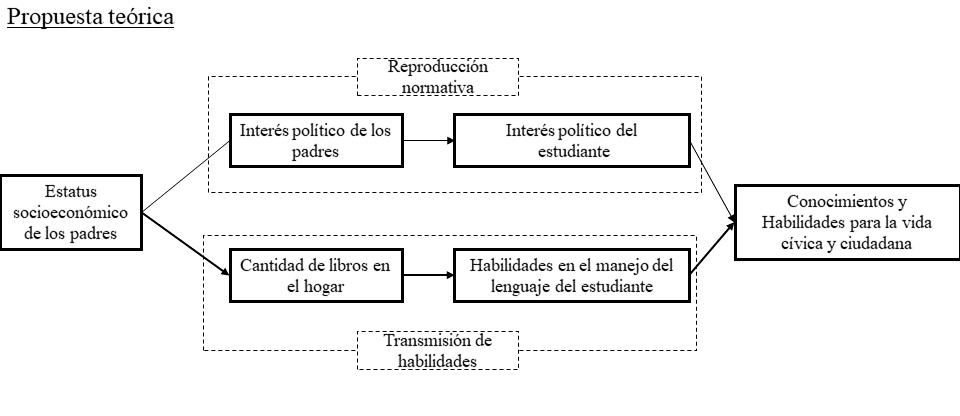 Propuesta teórica
Reproducción
normativa
Interés político de los
padres
Interés político del
estudiante
Estatus
socioeconómico
de los padres
Conocimientos y
Habilidades para la vida
cívica y ciudadana
Cantidad de libros en
el hogar
Habilidades en el manejo del
lenguaje del estudiante
Transmisión de
habilidades